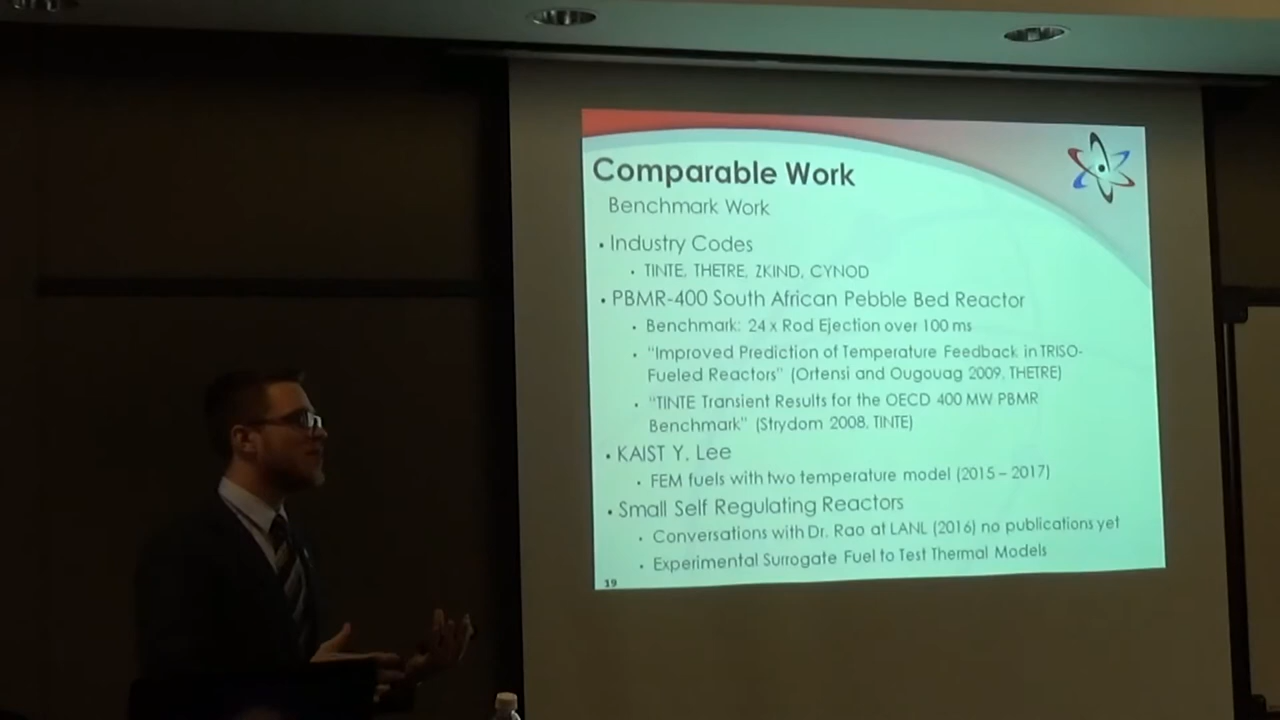 Comparable Work
Benchmark Work
• Industry Codes
• TINTE, THETRE, ZKIND, CYNOD
• PBMR-400 South African Pebble Bed Reactor
• Benchmark: 24 x Rod Ejection over 100 ms
• "Improved Prediction of Temperature Feedback in TRISO-
Fueled Reactors" (Ortensi and Ougouag 2009, THETRE)
• "TINTE Transient Results for the OECD 400 MW PBMR
Benchmark" (Strydom 2008, TINTE)
• KAIST Y. Lee
• FEM fuels with two temperature model (2015 – 2017)
• Small Self Regulating Reactors
• Conversations with Dr. Rao at LANL (2016) no publications yet
• Experimental Surrogate Fuel to Test Thermal Models
19